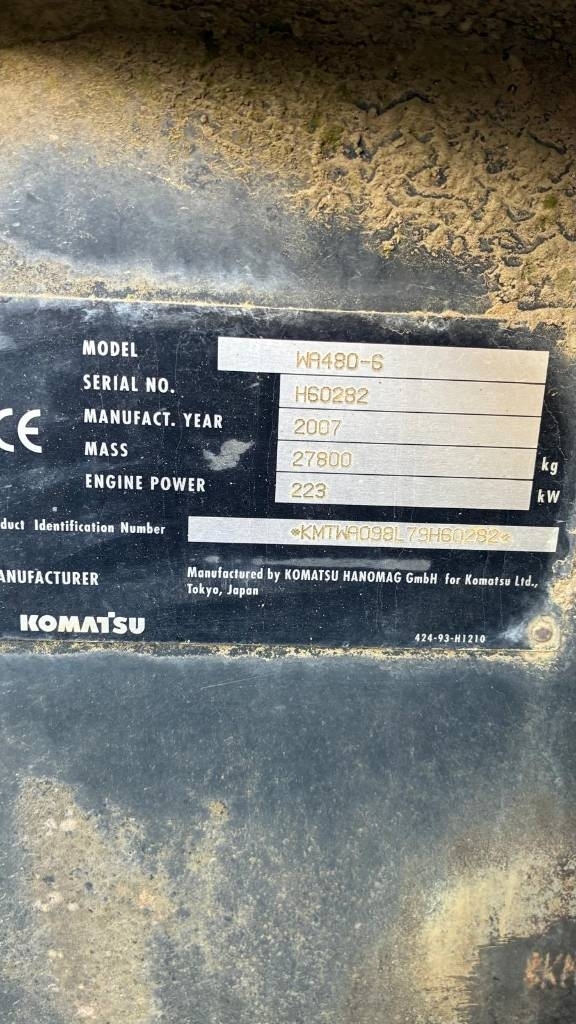 MODEL WA480-6
SERIAL NO. H60282
CE
MANUFACT. YEAR 2007
MASS 27800 kg
ENGINE POWER 223 kW
duct Identification Number *KMTWA098L79H60282*
ANUFACTURER Manufactured by KOMATSU HANOMAG GmbH for Komatsu Ltd.,
Tokyo, Japan
KOMATSU
424-93-H1210